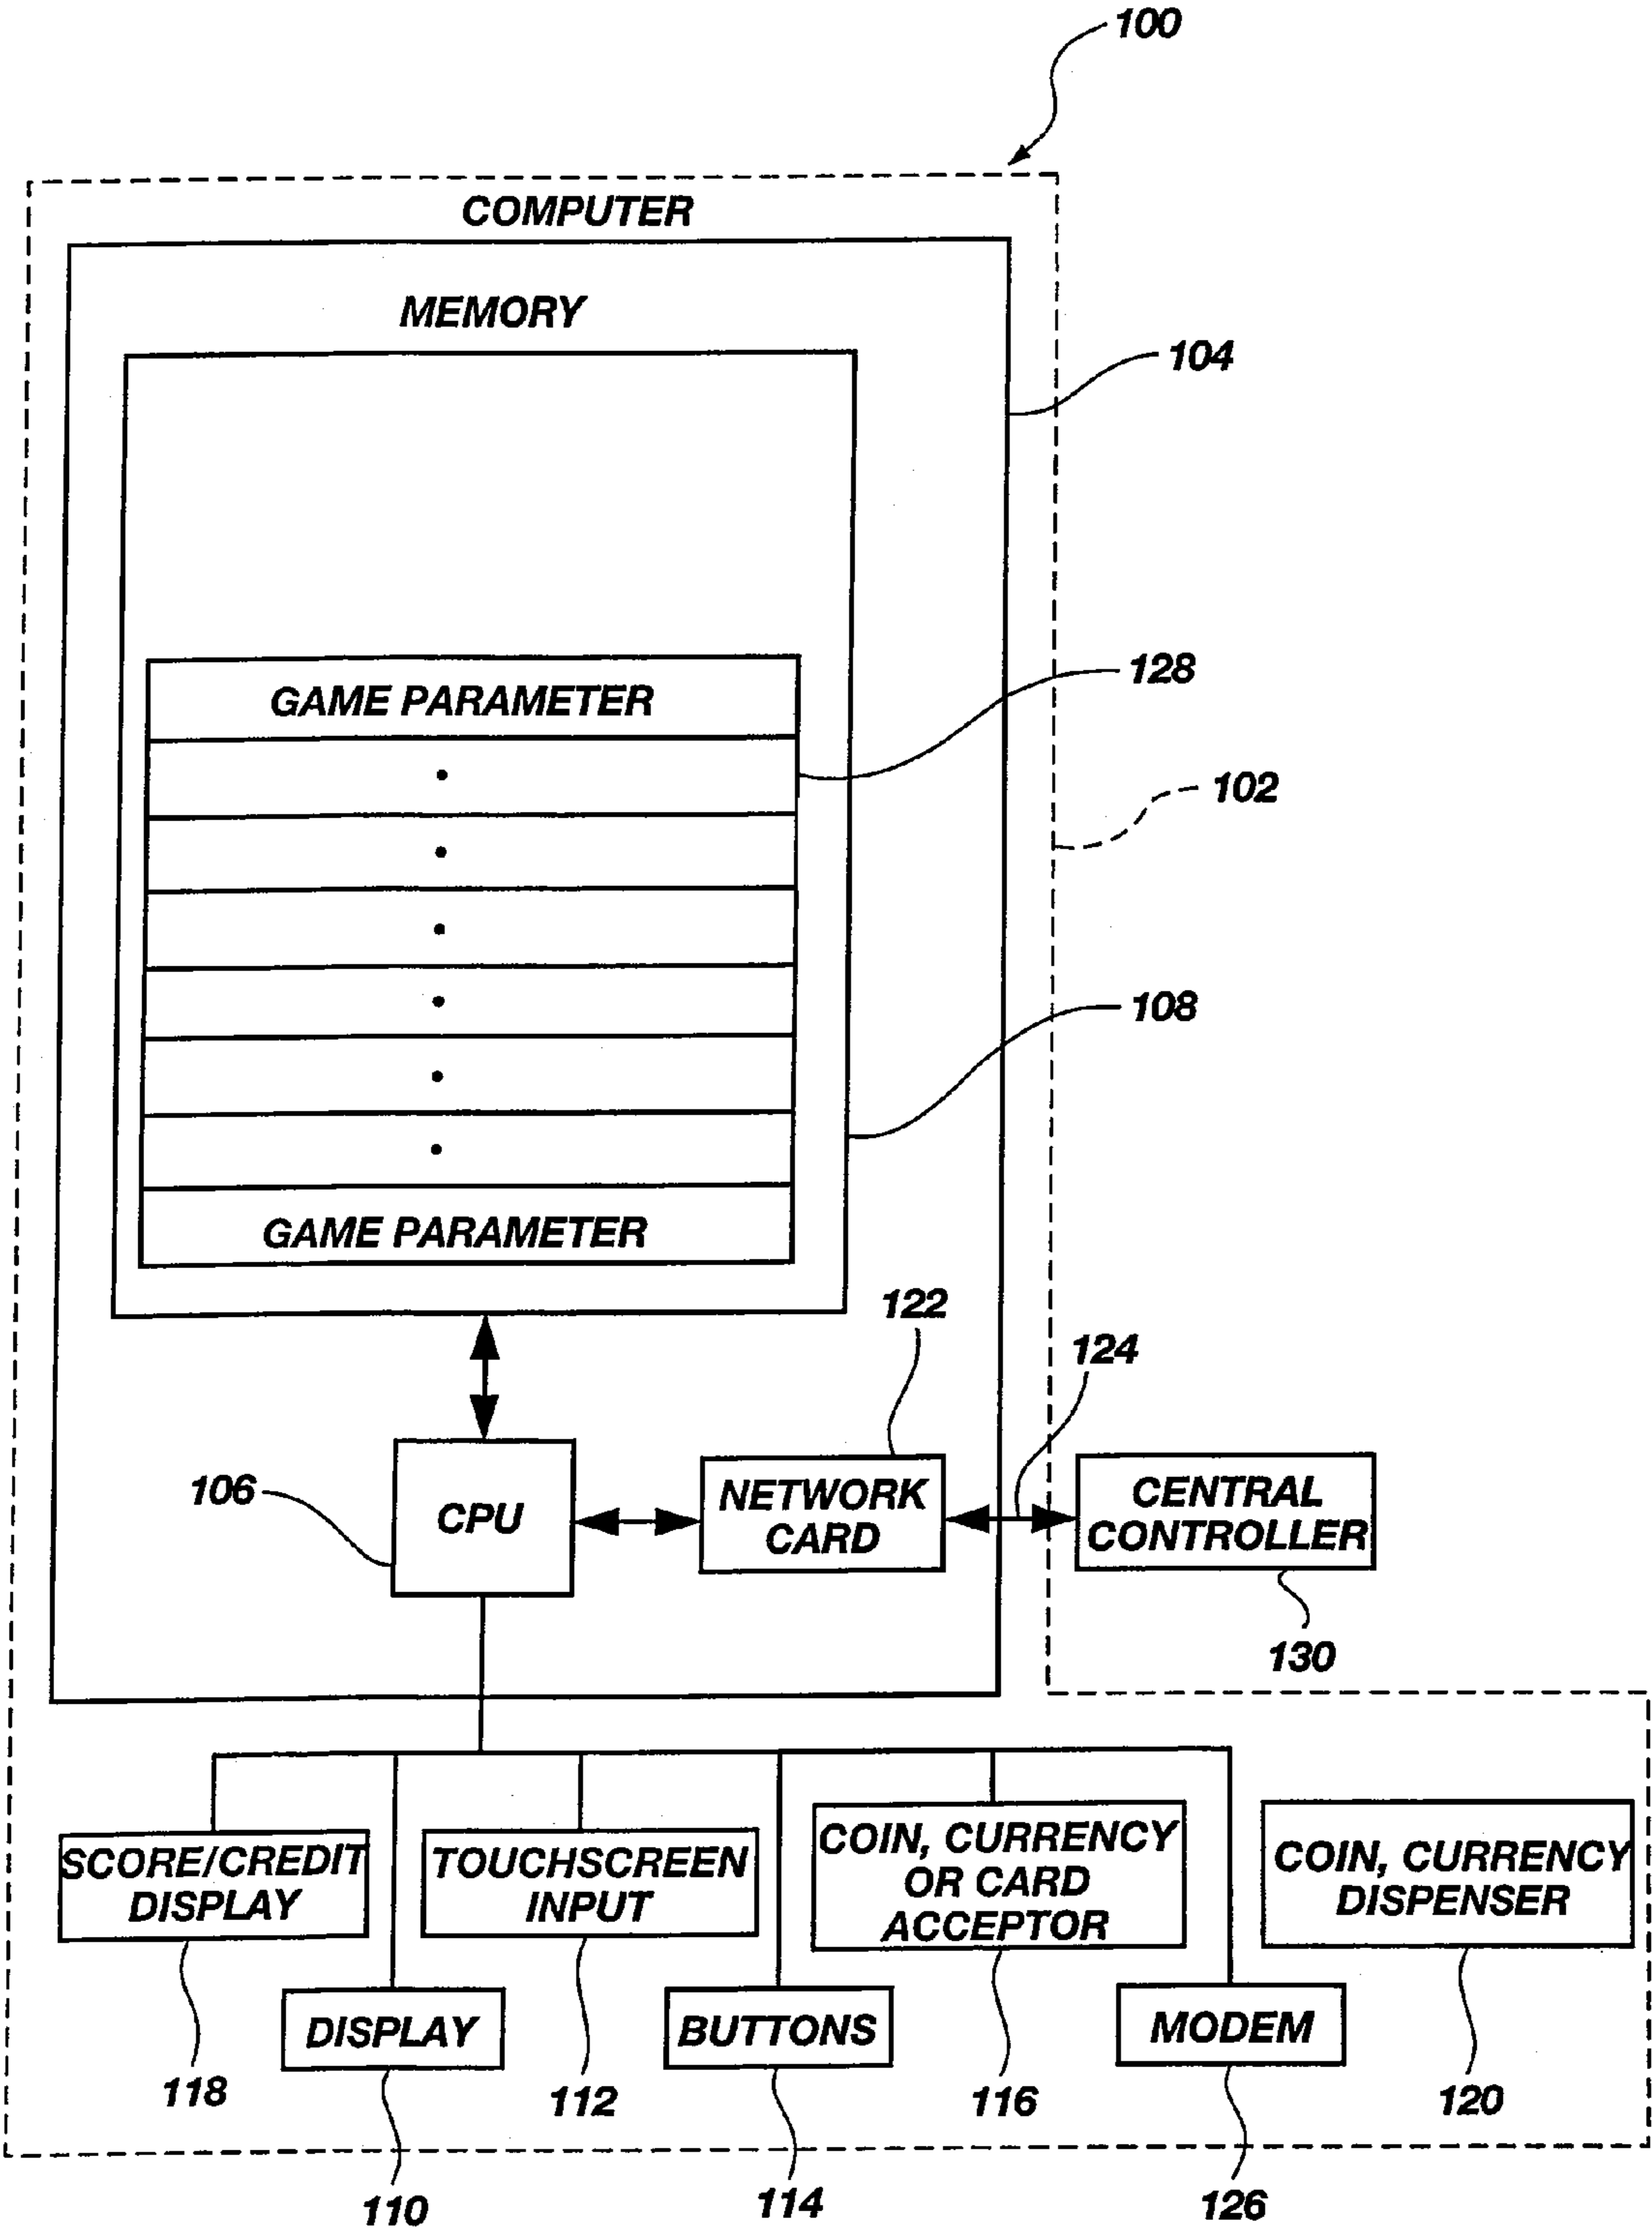 100
COMPUTER
MEMORY
104
GAME PARAMETER
128
102
108
GAME PARAMETER
122
124
106
CPU
NETWORK
CARD
CENTRAL
CONTROLLER
130
SCORE/CREDIT
DISPLAY
TOUCHSCREEN
INPUT
COIN, CURRENCY
OR CARD
ACCEPTOR
COIN, CURRENCY
DISPENSER
DISPLAY
BUTTONS
MODEM
118
112
116
120
110
114
126